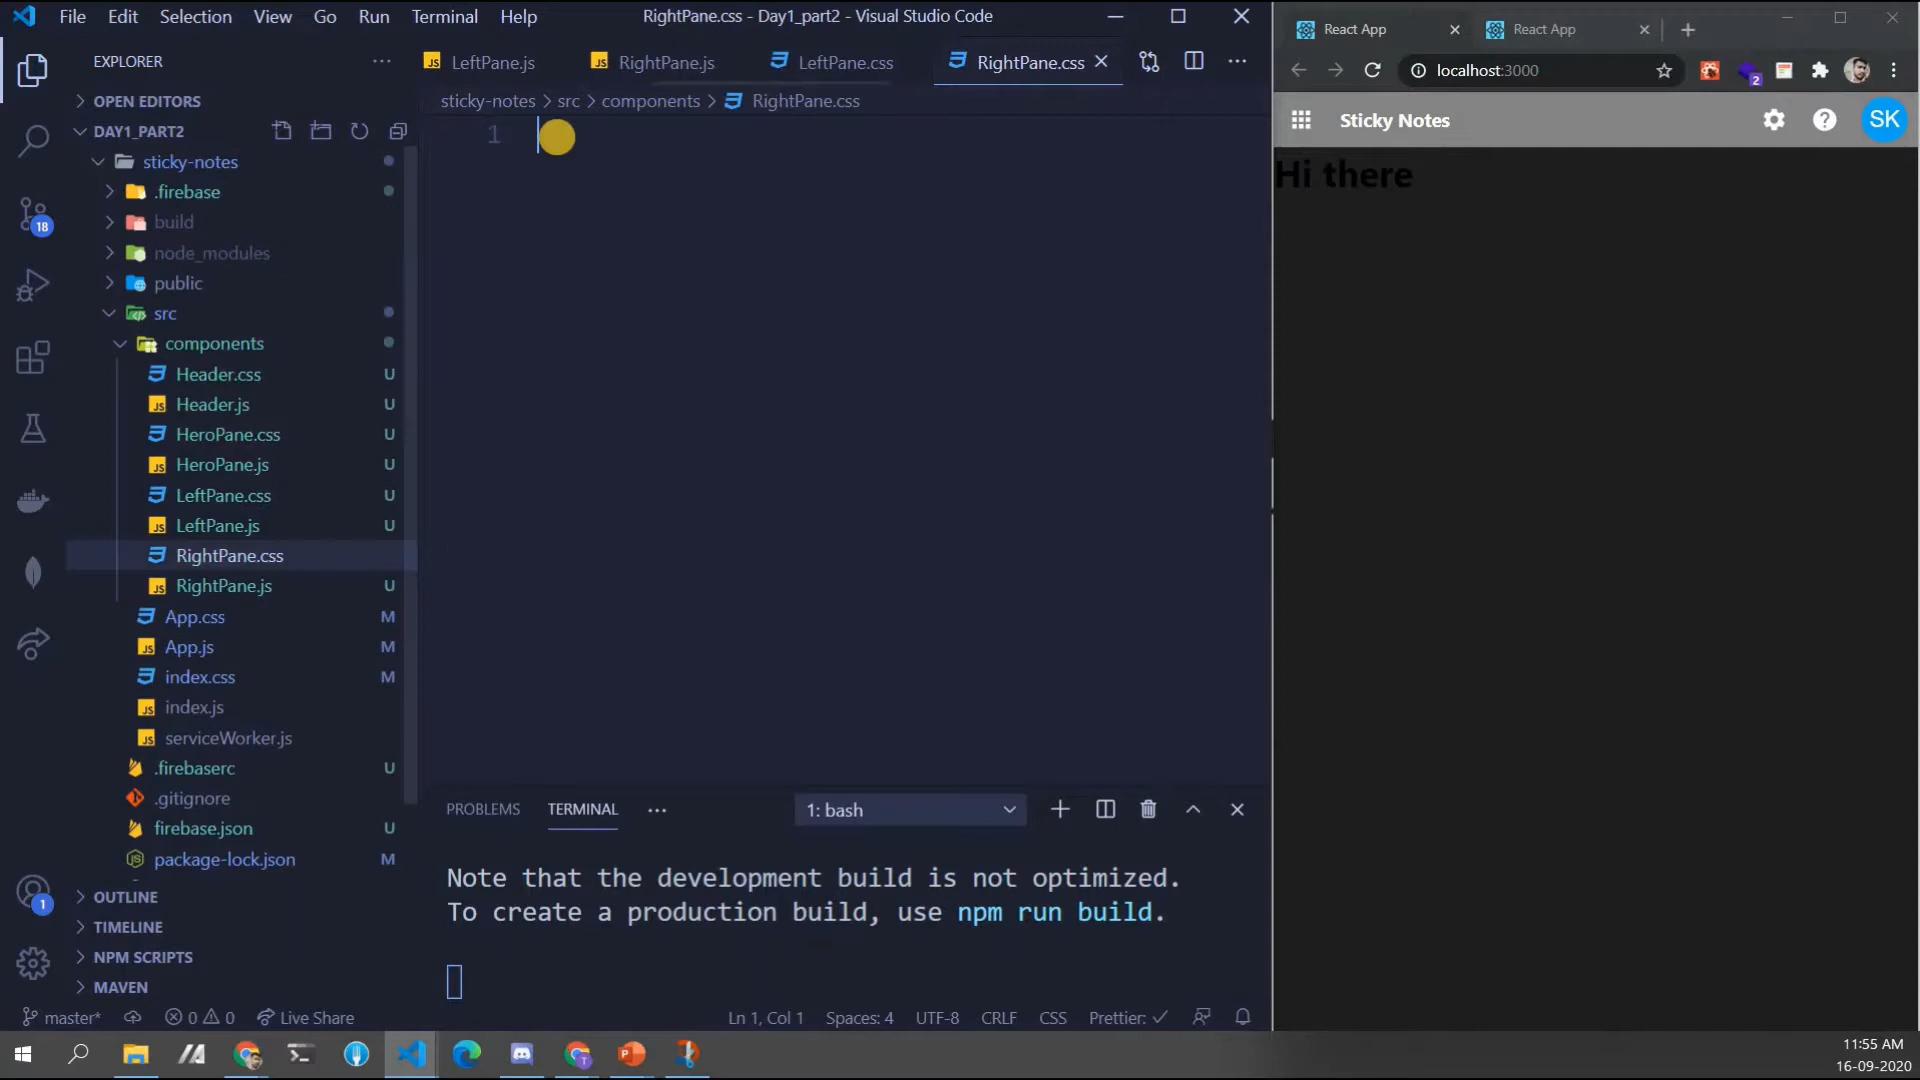 File Edit Selection View Go Run Terminal Help
RightPane.css - Day1_part2 - Visual Studio Code
EXPLORER
OPEN EDITORS
DAY1_PART2
sticky-notes
.firebase
build
node_modules
public
src
components
Header.css U
Header.js U
HeroPane.css U
HeroPane.js U
LeftPane.css U
LeftPane.js U
RightPane.css
RightPane.js U
App.css M
App.js M
index.css M
index.js
serviceWorker.js
.firebaserc U
.gitignore
firebase.json U
package-lock.json M
OUTLINE
TIMELINE
NPM SCRIPTS
MAVEN
18
1
LeftPane.js RightPane.js LeftPane.css RightPane.css
sticky-notes > src > components > RightPane.css
1
PROBLEMS TERMINAL 1: bash
Note that the development build is not optimized.
To create a production build, use npm run build.
master* 0 0 Live Share Ln 1, Col 1 Spaces: 4 UTF-8 CRLF CSS Prettier: ✓
React App React App
localhost:3000
2
Sticky Notes SK
Hi there
11:55 AM
16-09-2020